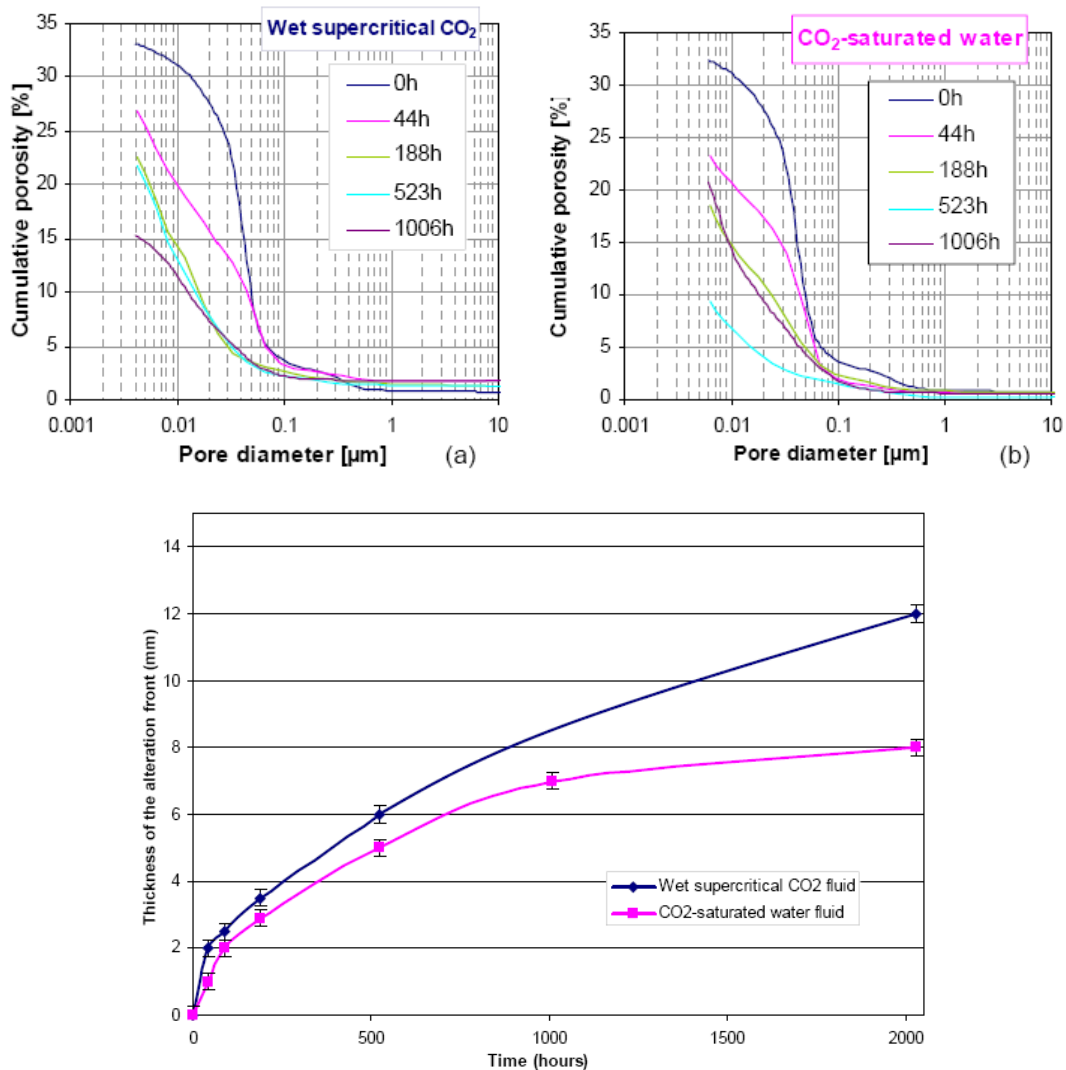 Wet supercritical CO₂
Cumulative porosity [%]
35
30
25
20
15
10
5
0
0h
44h
188h
523h
1006h
0.001 0.01 0.1 1 10
Pore diameter [µm] (a)
CO₂-saturated water
Cumulative porosity [%]
35
30
25
20
15
10
5
0
0h
44h
188h
523h
1006h
0.001 0.01 0.1 1 10
Pore diameter [µm] (b)
Thickness of the alteration front (mm)
14
12
10
8
6
4
2
0
Wet supercritical CO2 fluid
CO2-saturated water fluid
0 500 1000 1500 2000
Time (hours)